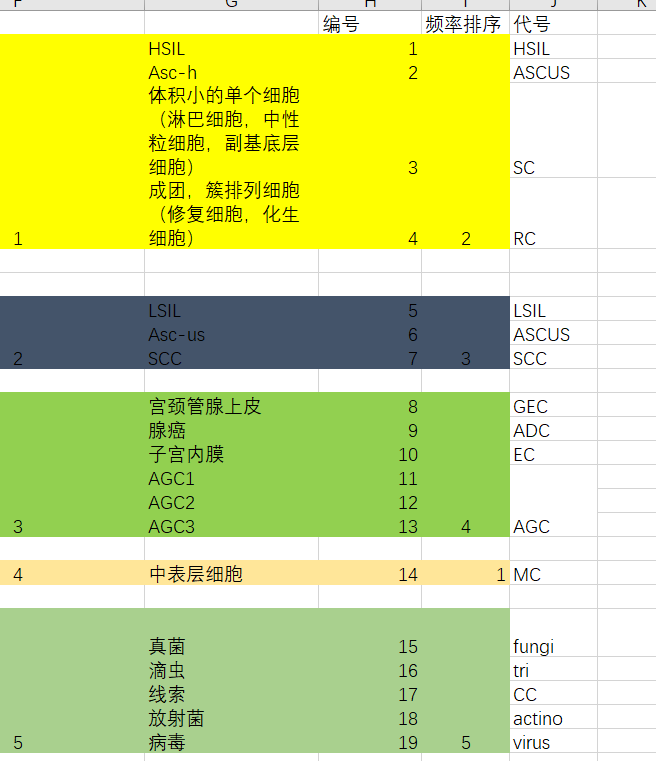 F G H I J K
编号 频率排序 代号
HSIL 1 HSIL
Asc-h 2 ASCUS
体积小的单个细胞
（淋巴细胞，中性
粒细胞，副基底层
细胞） 3 SC
成团，簇排列细胞
（修复细胞，化生
1 细胞） 4 2 RC
LSIL 5 LSIL
Asc-us 6 ASCUS
2 SCC 7 3 SCC
宫颈管腺上皮 8 GEC
腺癌 9 ADC
子宫内膜 10 EC
AGC1 11
AGC2 12
3 AGC3 13 4 AGC
4 中表层细胞 14 1 MC
真菌 15 fungi
滴虫 16 tri
线索 17 CC
放射菌 18 actino
5 病毒 19 5 virus